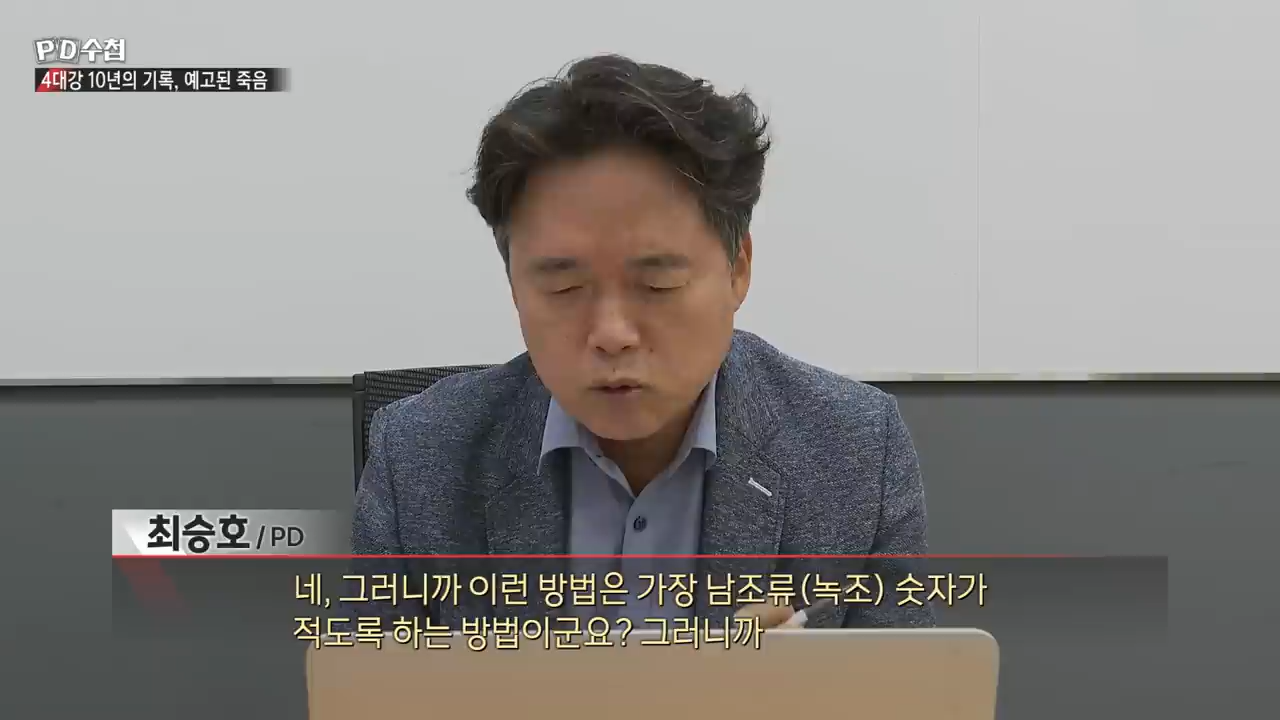 PD수첩
4대강 10년의 기록, 예고된 죽음
최승호 / PD
네, 그러니까 이런 방법은 가장 남조류(녹조) 숫자가
적도록 하는 방법이군요? 그러니까